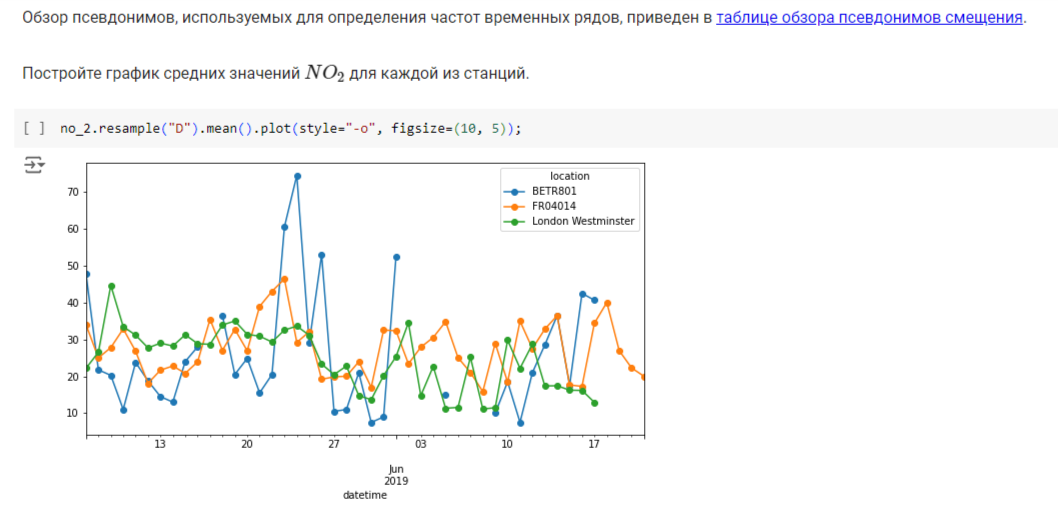 Обзор псевдонимов, используемых для определения частот временных рядов, приведен в таблице обзора псевдонимов смещения.
Постройте график средних значений NO₂ для каждой из станций.
[ ] no_2.resample("D").mean().plot(style="-o", figsize=(10, 5));
location
BETR801
FR04014
London Westminster
70
60
50
40
30
20
10
13 20 27 03 10 17
Jun
2019
datetime